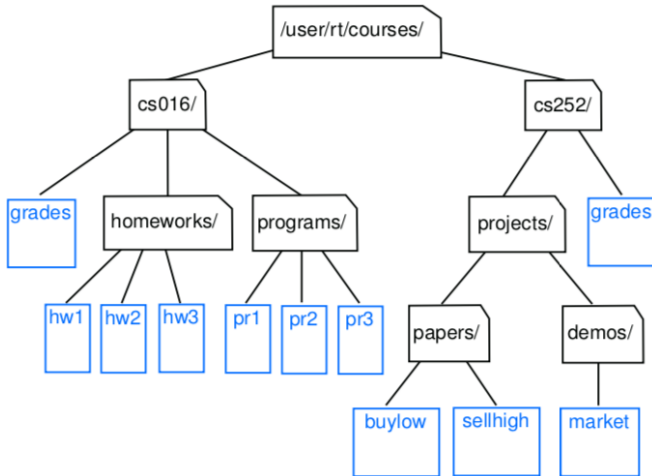 /user/rt/courses/
cs016/
cs252/
grades
homeworks/
programs/
projects/
grades
hw1
hw2
hw3
pr1
pr2
pr3
papers/
demos/
buylow
sellhigh
market